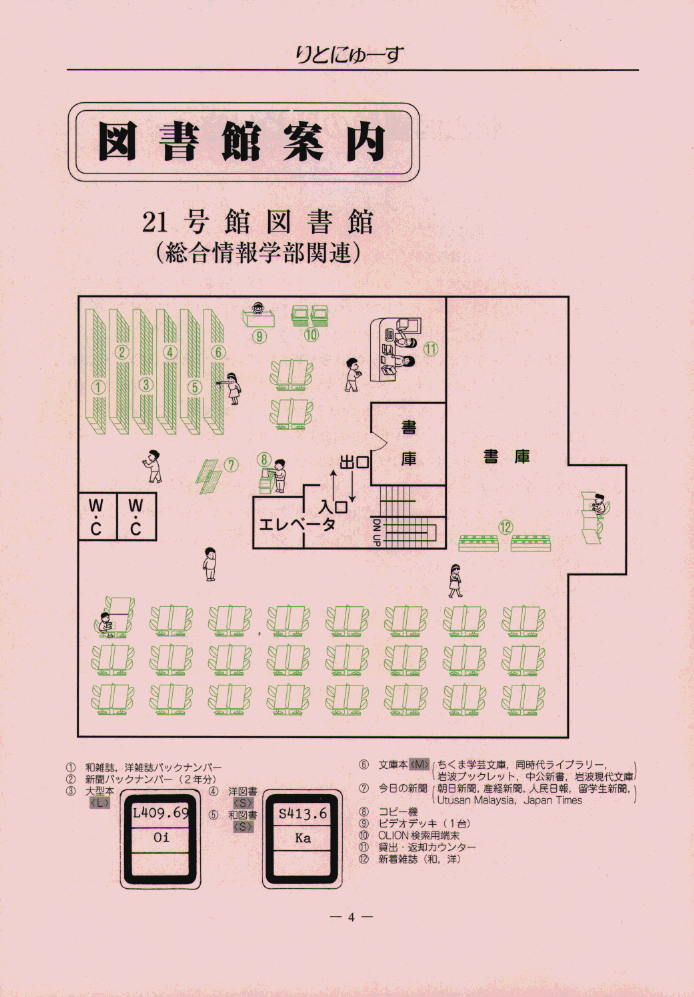 りとにゅーす
図書館案内
21号館図書館
(総合情報学部関連)
① ② ③ ④ ⑤ ⑥
⑨ ⑩ ⑪
⑦ ⑧
出口
入口
エレベータ
書庫
書庫
DN UP
W・C
W・C
⑫
① 和雑誌,洋雑誌バックナンバー
② 新聞バックナンバー(2年分)
③ 大型本
《L》
L409.69
Oi
④ 洋図書
《S》
⑤ 和図書
《S》
S413.6
Ka
⑥ 文庫本《M》(ちくま学芸文庫,同時代ライブラリー,
岩波ブックレット,中公新書,岩波現代文庫)
⑦ 今日の新聞(朝日新聞,産経新聞,人民日報,留学生新聞,
Utusan Malaysia, Japan Times)
⑧ コピー機
⑨ ビデオデッキ(1台)
⑩ OLION検索用端末
⑪ 貸出・返却カウンター
⑫ 新着雑誌(和,洋)
— 4 —